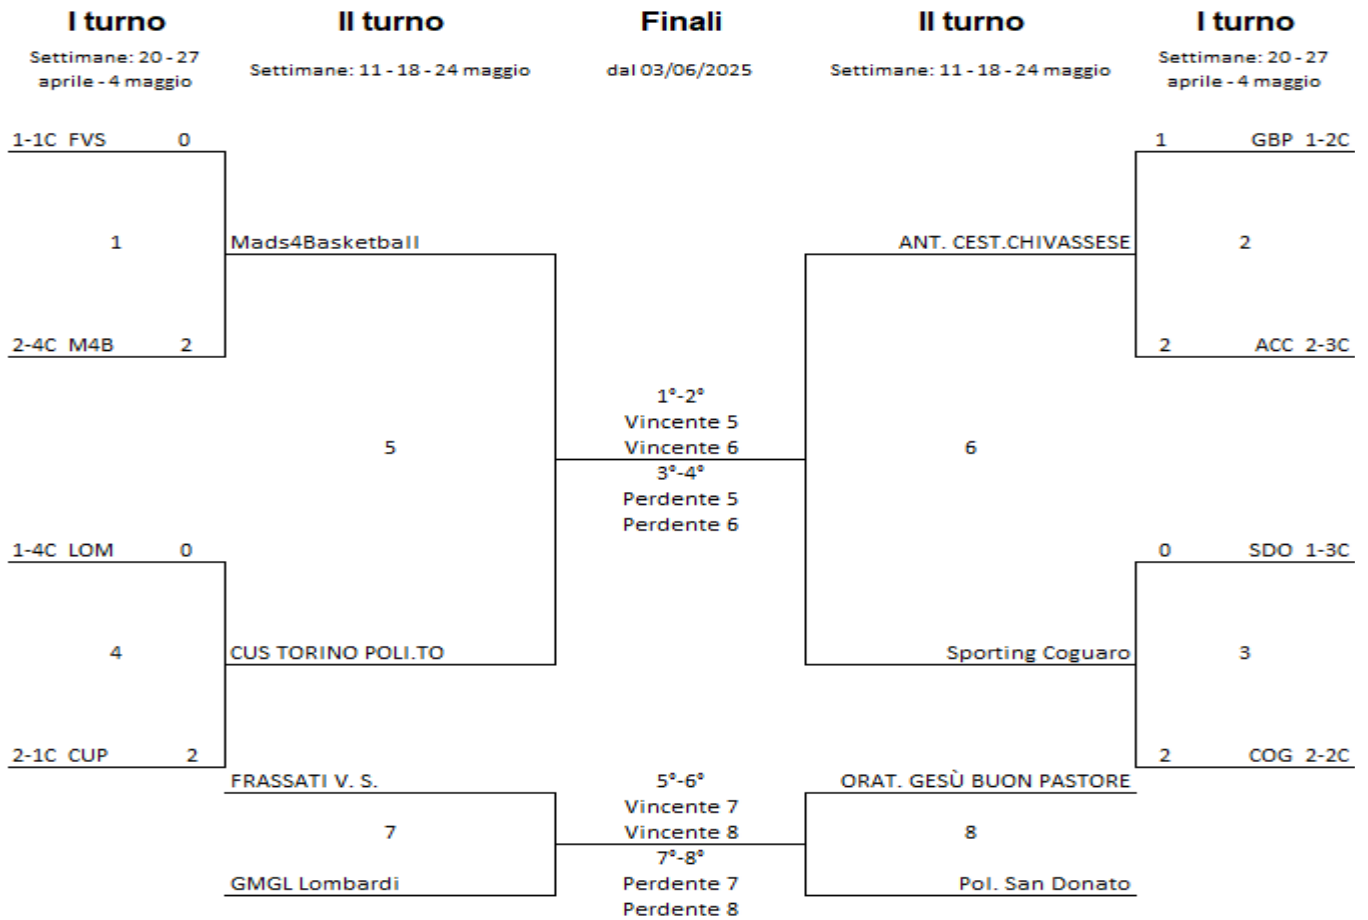 I turno
II turno
Finali
II turno
I turno
Settimane: 20 - 27
aprile - 4 maggio
Settimane: 11 - 18 - 24 maggio
dal 03/06/2025
Settimane: 11 - 18 - 24 maggio
Settimane: 20 - 27
aprile - 4 maggio
1-1C FVS 0
1 GBP 1-2C
1
Mads4Basketball
ANT. CEST.CHIVASSESE
2
2-4C M4B 2
2 ACC 2-3C
1°-2°
Vincente 5
5
Vincente 6
6
3°-4°
Perdente 5
Perdente 6
1-4C LOM 0
0 SDO 1-3C
4
CUS TORINO POLI.TO
Sporting Coguaro
3
2-1C CUP 2
2 COG 2-2C
FRASSATI V. S.
5°-6°
ORAT. GESÙ BUON PASTORE
Vincente 7
7
Vincente 8
8
7°-8°
GMGL Lombardi
Perdente 7
Pol. San Donato
Perdente 8